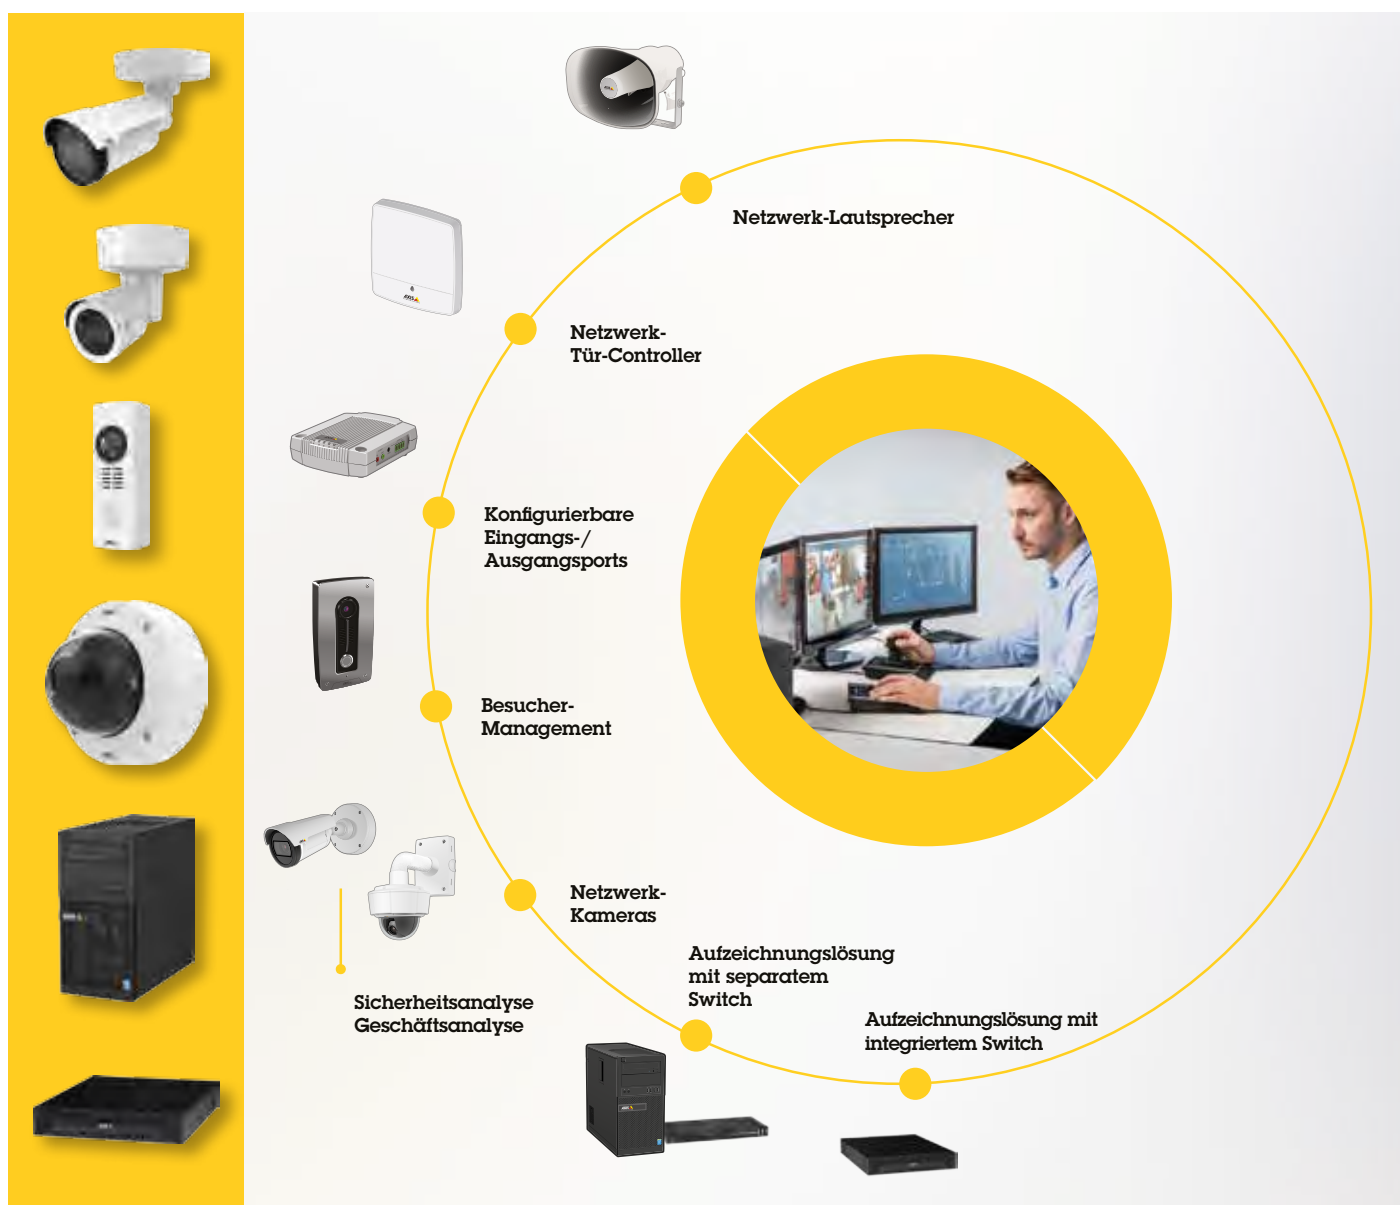 Netzwerk-Lautsprecher
Netzwerk-
Tür-Controller
Konfigurierbare
Eingangs-/
Ausgangsports
Besucher-
Management
Netzwerk-
Kameras
Sicherheitsanalyse
Geschäftsanalyse
Aufzeichnungslösung
mit separatem
Switch
Aufzeichnungslösung mit
integriertem Switch